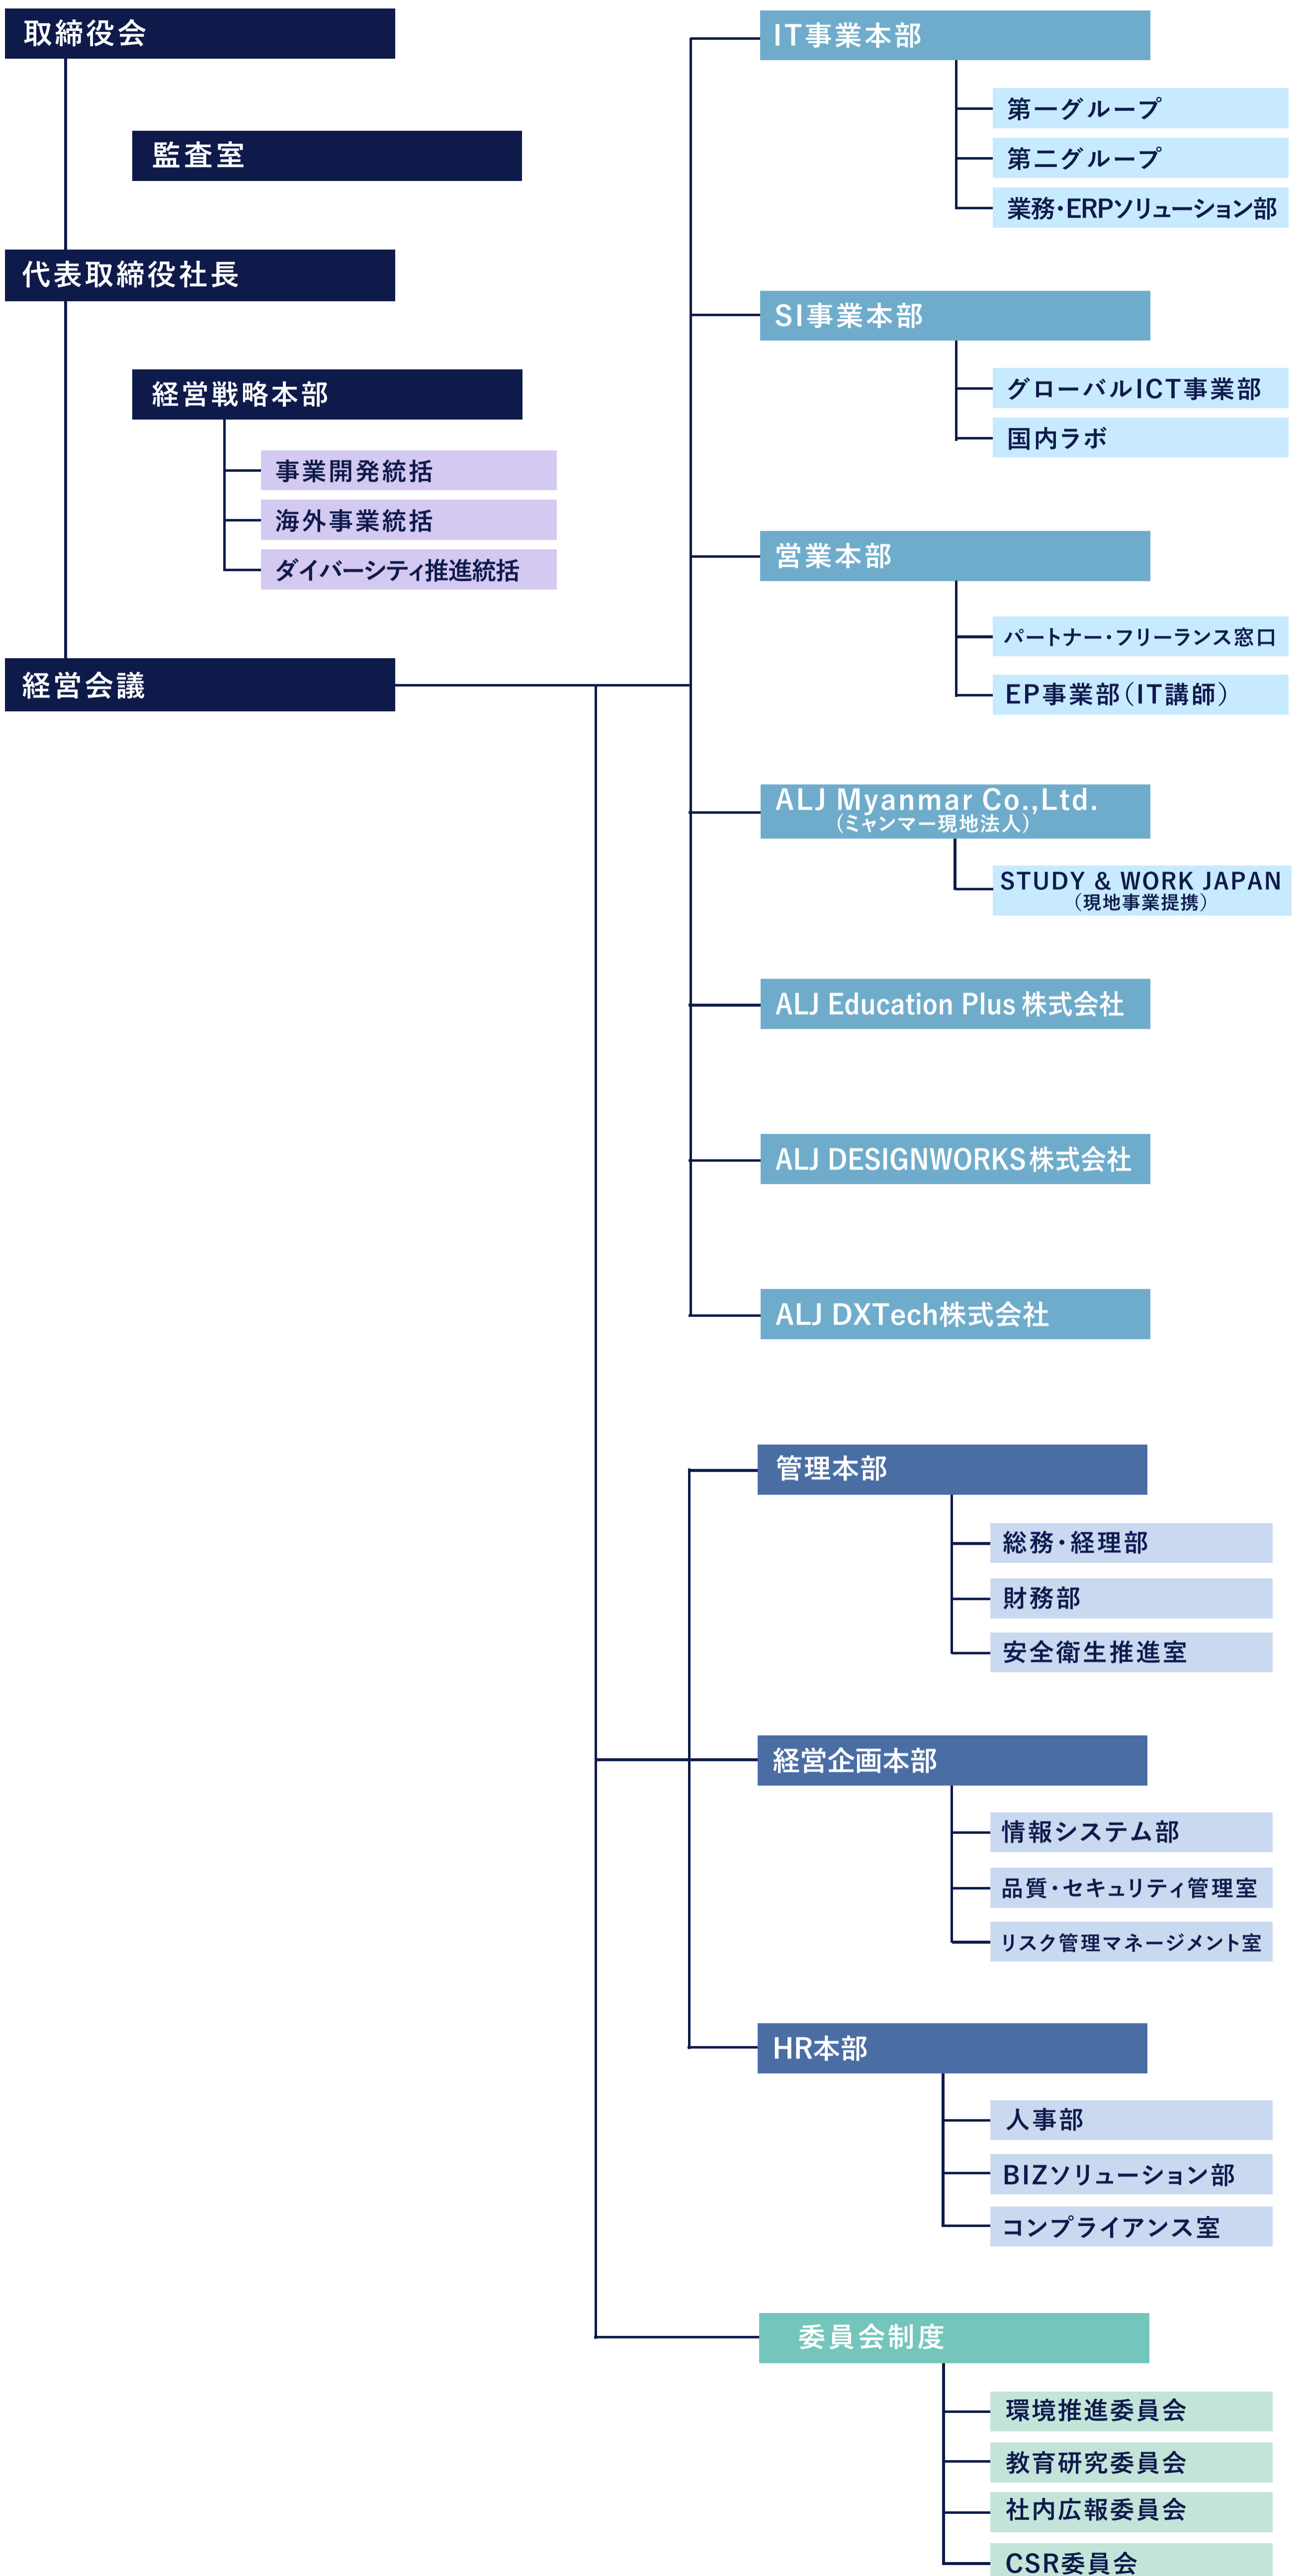 取締役会
監査室
代表取締役社長
経営戦略本部
事業開発統括
海外事業統括
ダイバーシティ推進統括
経営会議
IT事業本部
第一グループ
第二グループ
業務・ERPソリューション部
SI事業本部
グローバルICT事業部
国内ラボ
営業本部
パートナー・フリーランス窓口
EP事業部（IT講師）
ALJ Myanmar Co.,Ltd.
（ミャンマー現地法人）
STUDY & WORK JAPAN
（現地事業提携）
ALJ Education Plus 株式会社
ALJ DESIGNWORKS株式会社
ALJ DXTech株式会社
管理本部
総務・経理部
財務部
安全衛生推進室
経営企画本部
情報システム部
品質・セキュリティ管理室
リスク管理マネージメント室
HR本部
人事部
BIZソリューション部
コンプライアンス室
委員会制度
環境推進委員会
教育研究委員会
社内広報委員会
CSR委員会